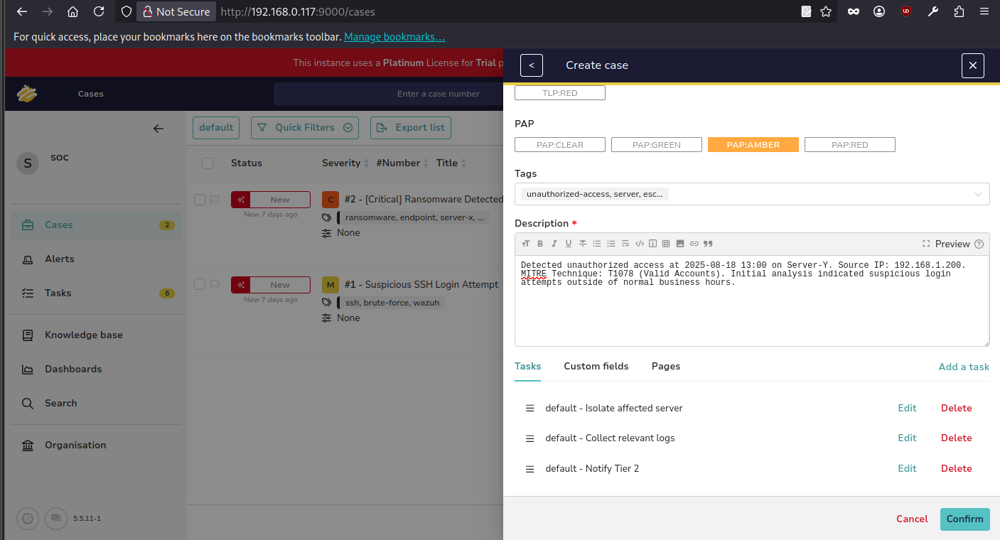 Not Secure http://192.168.0.117:9000/cases
For quick access, place your bookmarks here on the bookmarks toolbar. Manage bookmarks…
This instance uses a Platinum License for Trial p
Cases
Enter a case number
S
soc
Cases 2
Alerts
Tasks 6
Knowledge base
Dashboards
Search
Organisation
5.5.11-1
default Quick Filters Export list
Status Severity #Number Title
New C #2 - [Critical] Ransomware Detected
New 7 days ago
ransomware, endpoint, server-x, ...
None
New M #1 - Suspicious SSH Login Attempt
New 7 days ago
ssh, brute-force, wazuh
None
< Create case
TLP:RED
PAP
PAP:CLEAR PAP:GREEN PAP:AMBER PAP:RED
Tags
unauthorized-access, server, esc...
Description *
Preview
Detected unauthorized access at 2025-08-18 13:00 on Server-Y. Source IP: 192.168.1.200.
MITRE Technique: T1078 (Valid Accounts). Initial analysis indicated suspicious login
attempts outside of normal business hours.
Tasks Custom fields Pages Add a task
default - Isolate affected server Edit Delete
default - Collect relevant logs Edit Delete
default - Notify Tier 2 Edit Delete
Cancel Confirm